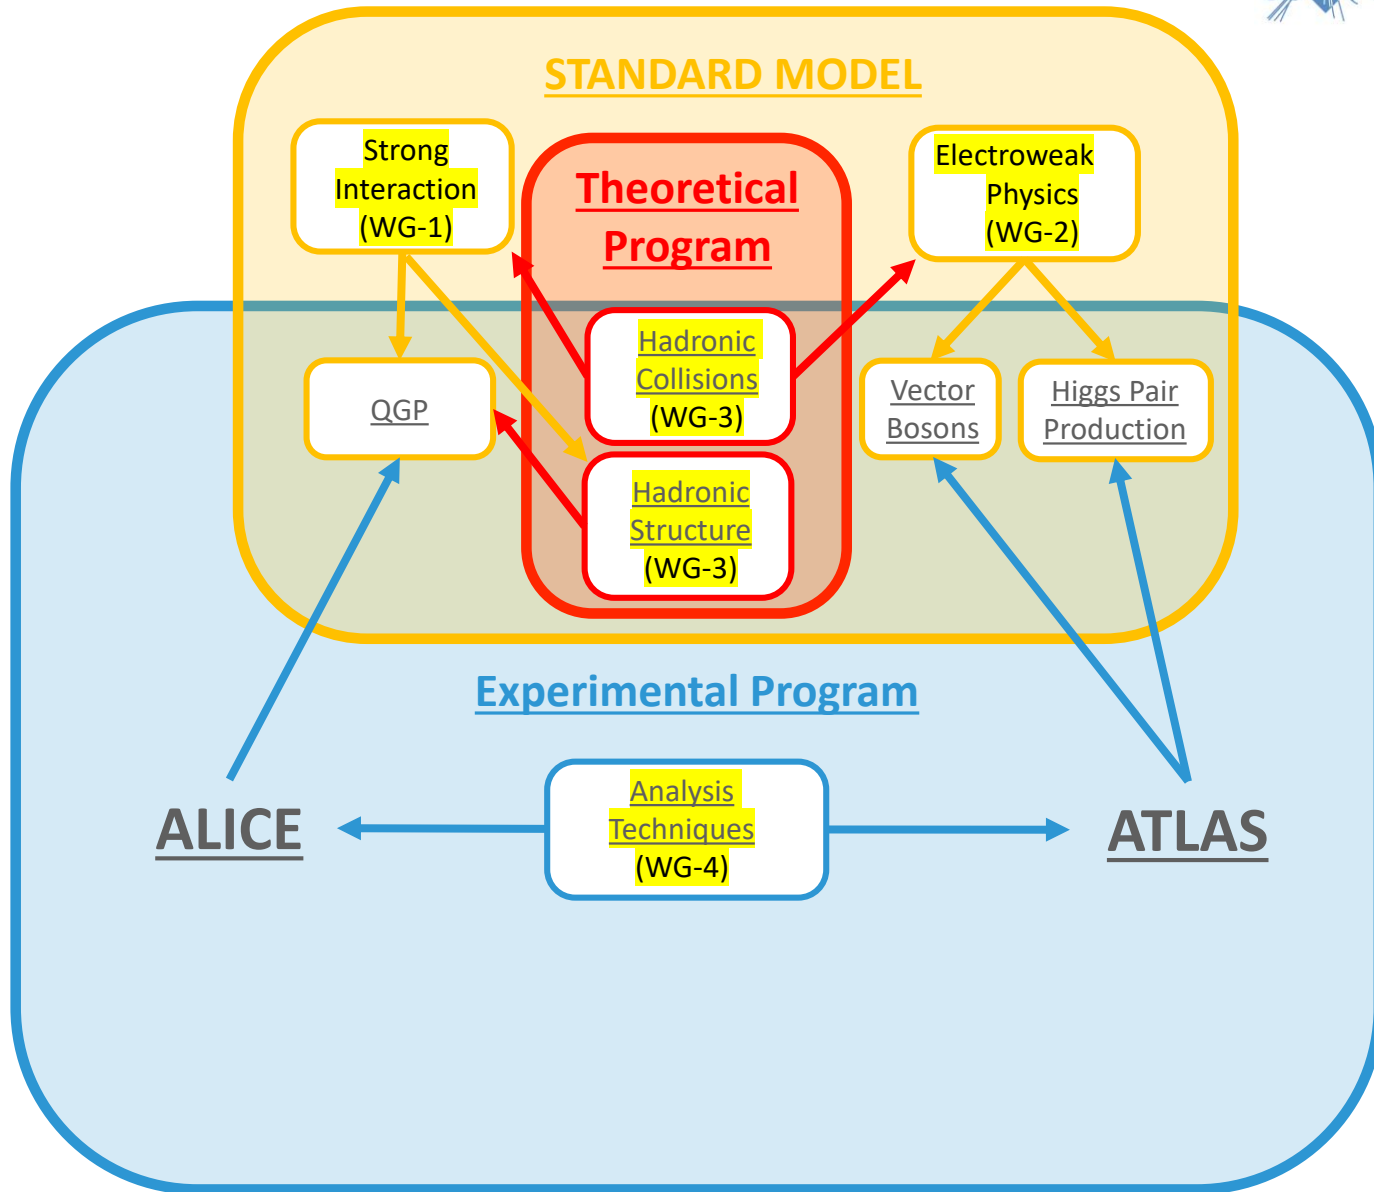 STANDARD MODEL
Strong
Interaction
(WG-1)
Theoretical
Program
Electroweak
Physics
(WG-2)
Hadronic
Collisions
(WG-3)
QGP
Vector
Bosons
Higgs Pair
Production
Hadronic
Structure
(WG-3)
Experimental Program
Analysis
Techniques
(WG-4)
ALICE
ATLAS